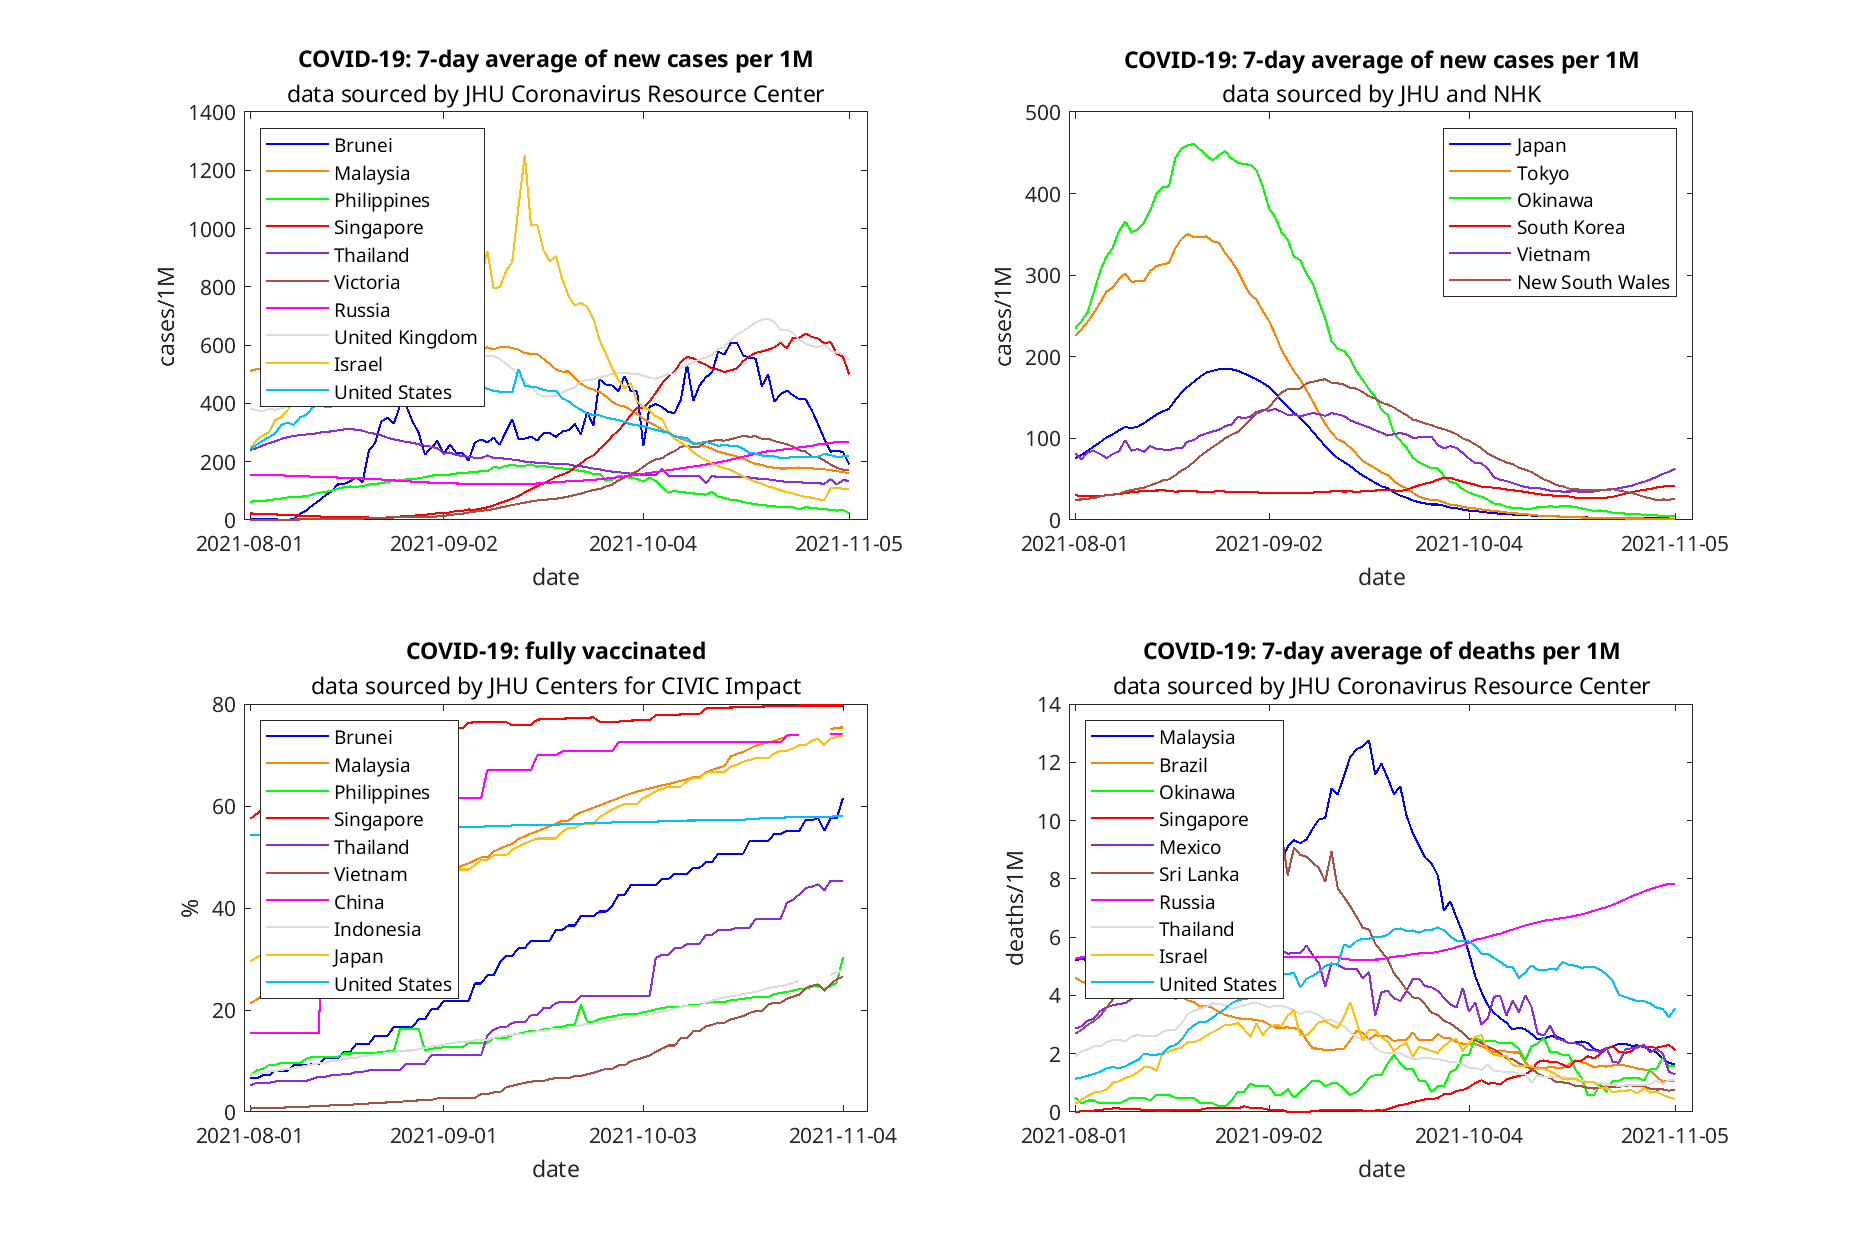 COVID-19: 7-day average of new cases per 1M
data sourced by JHU Coronavirus Resource Center
1400
1200
1000
800
600
400
200
0
cases/1M
Brunei
Malaysia
Philippines
Singapore
Thailand
Victoria
Russia
United Kingdom
Israel
United States
2021-08-01 2021-09-02 2021-10-04 2021-11-05
date
COVID-19: 7-day average of new cases per 1M
data sourced by JHU and NHK
500
400
300
200
100
0
cases/1M
Japan
Tokyo
Okinawa
South Korea
Vietnam
New South Wales
2021-08-01 2021-09-02 2021-10-04 2021-11-05
date
COVID-19: fully vaccinated
data sourced by JHU Centers for CIVIC Impact
80
60
40
20
0
%
Brunei
Malaysia
Philippines
Singapore
Thailand
Vietnam
China
Indonesia
Japan
United States
2021-08-01 2021-09-01 2021-10-03 2021-11-04
date
COVID-19: 7-day average of deaths per 1M
data sourced by JHU Coronavirus Resource Center
14
12
10
8
6
4
2
0
deaths/1M
Malaysia
Brazil
Okinawa
Singapore
Mexico
Sri Lanka
Russia
Thailand
Israel
United States
2021-08-01 2021-09-02 2021-10-04 2021-11-05
date